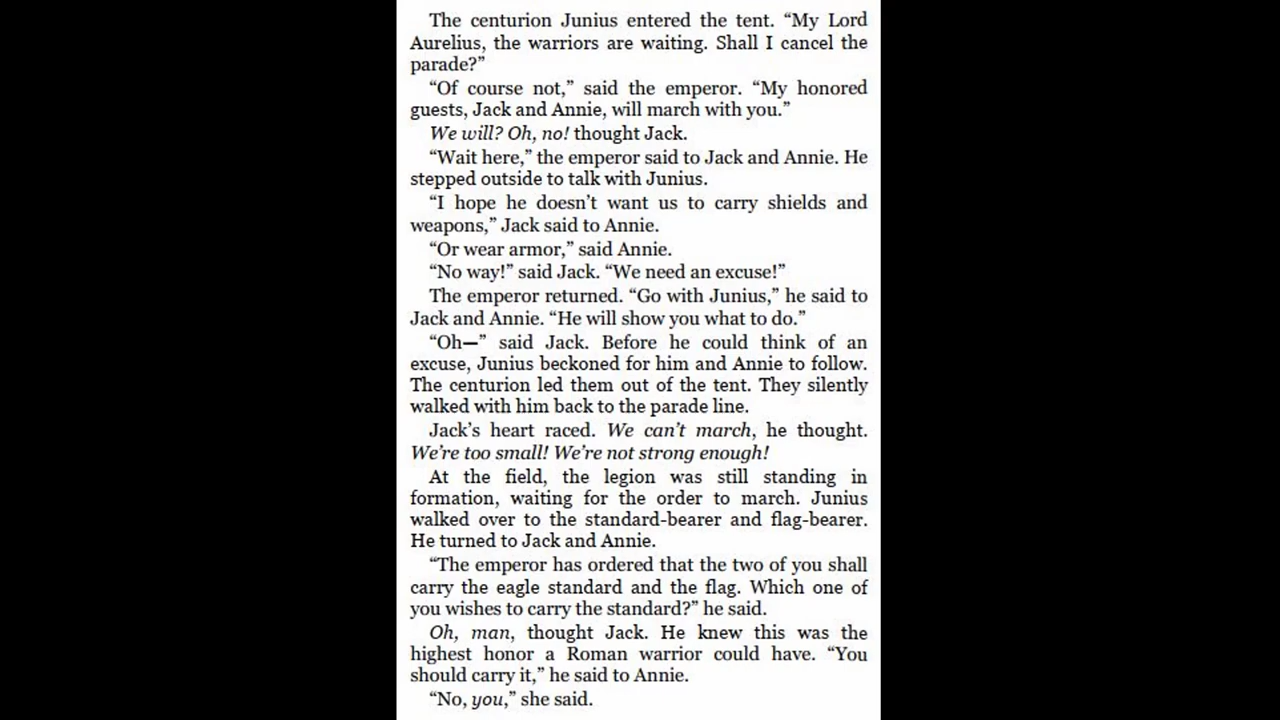 The centurion Junius entered the tent. “My Lord
Aurelius, the warriors are waiting. Shall I cancel the
parade?”
“Of course not,” said the emperor. “My honored
guests, Jack and Annie, will march with you.”
We will? Oh, no! thought Jack.
“Wait here,” the emperor said to Jack and Annie. He
stepped outside to talk with Junius.
“I hope he doesn’t want us to carry shields and
weapons,” Jack said to Annie.
“Or wear armor,” said Annie.
“No way!” said Jack. “We need an excuse!”
The emperor returned. “Go with Junius,” he said to
Jack and Annie. “He will show you what to do.”
“Oh—” said Jack. Before he could think of an
excuse, Junius beckoned for him and Annie to follow.
The centurion led them out of the tent. They silently
walked with him back to the parade line.
Jack’s heart raced. We can’t march, he thought.
We’re too small! We’re not strong enough!
At the field, the legion was still standing in
formation, waiting for the order to march. Junius
walked over to the standard-bearer and flag-bearer.
He turned to Jack and Annie.
“The emperor has ordered that the two of you shall
carry the eagle standard and the flag. Which one of
you wishes to carry the standard?” he said.
Oh, man, thought Jack. He knew this was the
highest honor a Roman warrior could have. “You
should carry it,” he said to Annie.
“No, you,” she said.